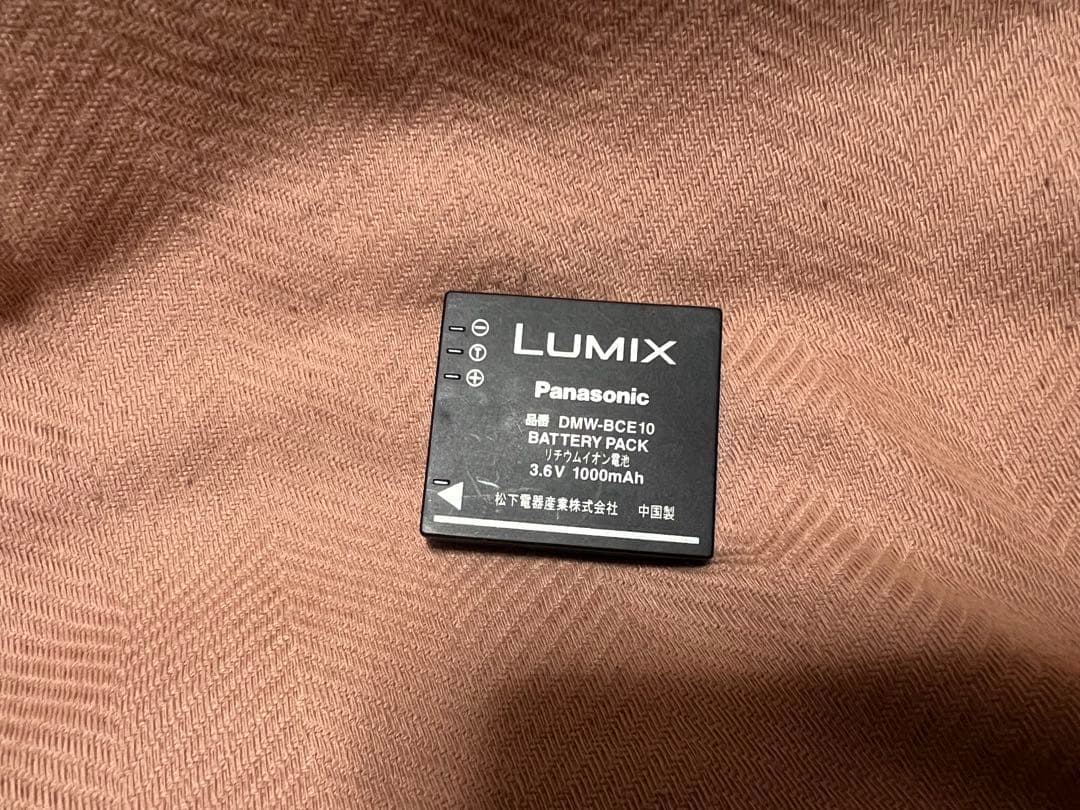 LUMIX
Panasonic
品番 DMW-BCE10
BATTERY PACK
リチウムイオン電池
3.6V 1000mAh
松下電器産業株式会社 中国製
− 
T
+